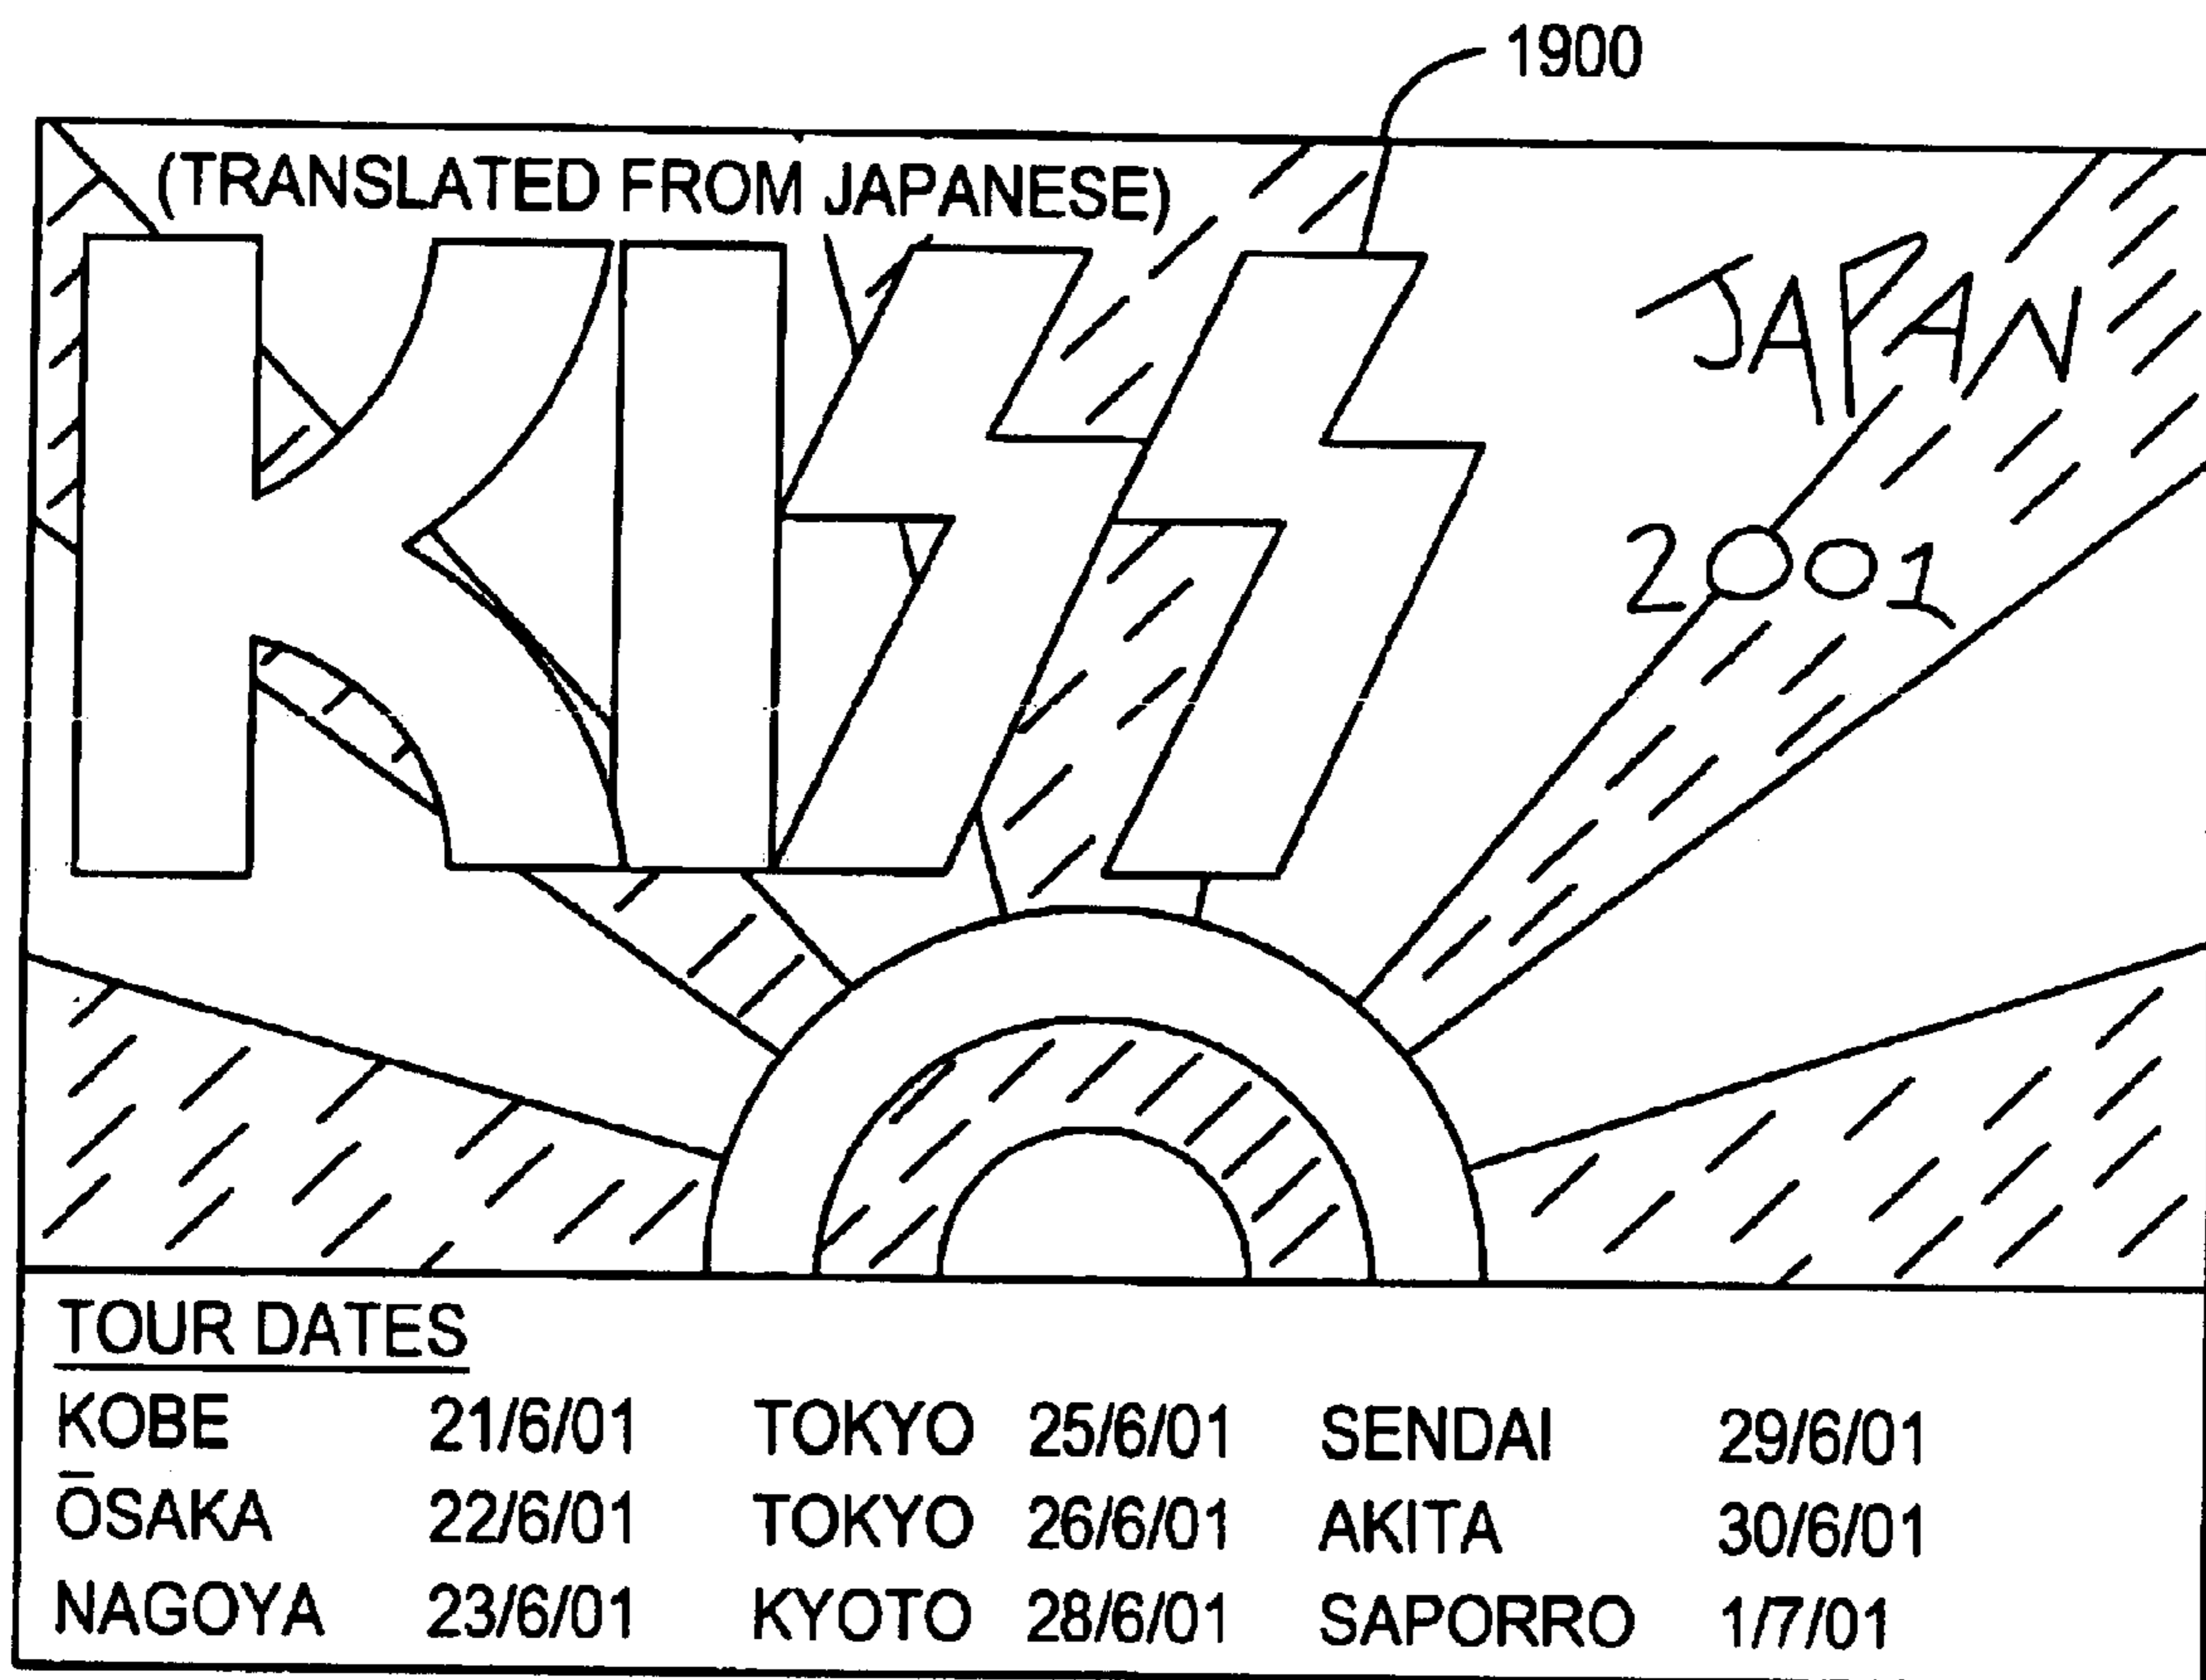 1900
(TRANSLATED FROM JAPANESE)
KISS
JAPAN
2001
TOUR DATES
KOBE 21/6/01 TOKYO 25/6/01 SENDAI 29/6/01
ŌSAKA 22/6/01 TOKYO 26/6/01 AKITA 30/6/01
NAGOYA 23/6/01 KYOTO 28/6/01 SAPORRO 1/7/01